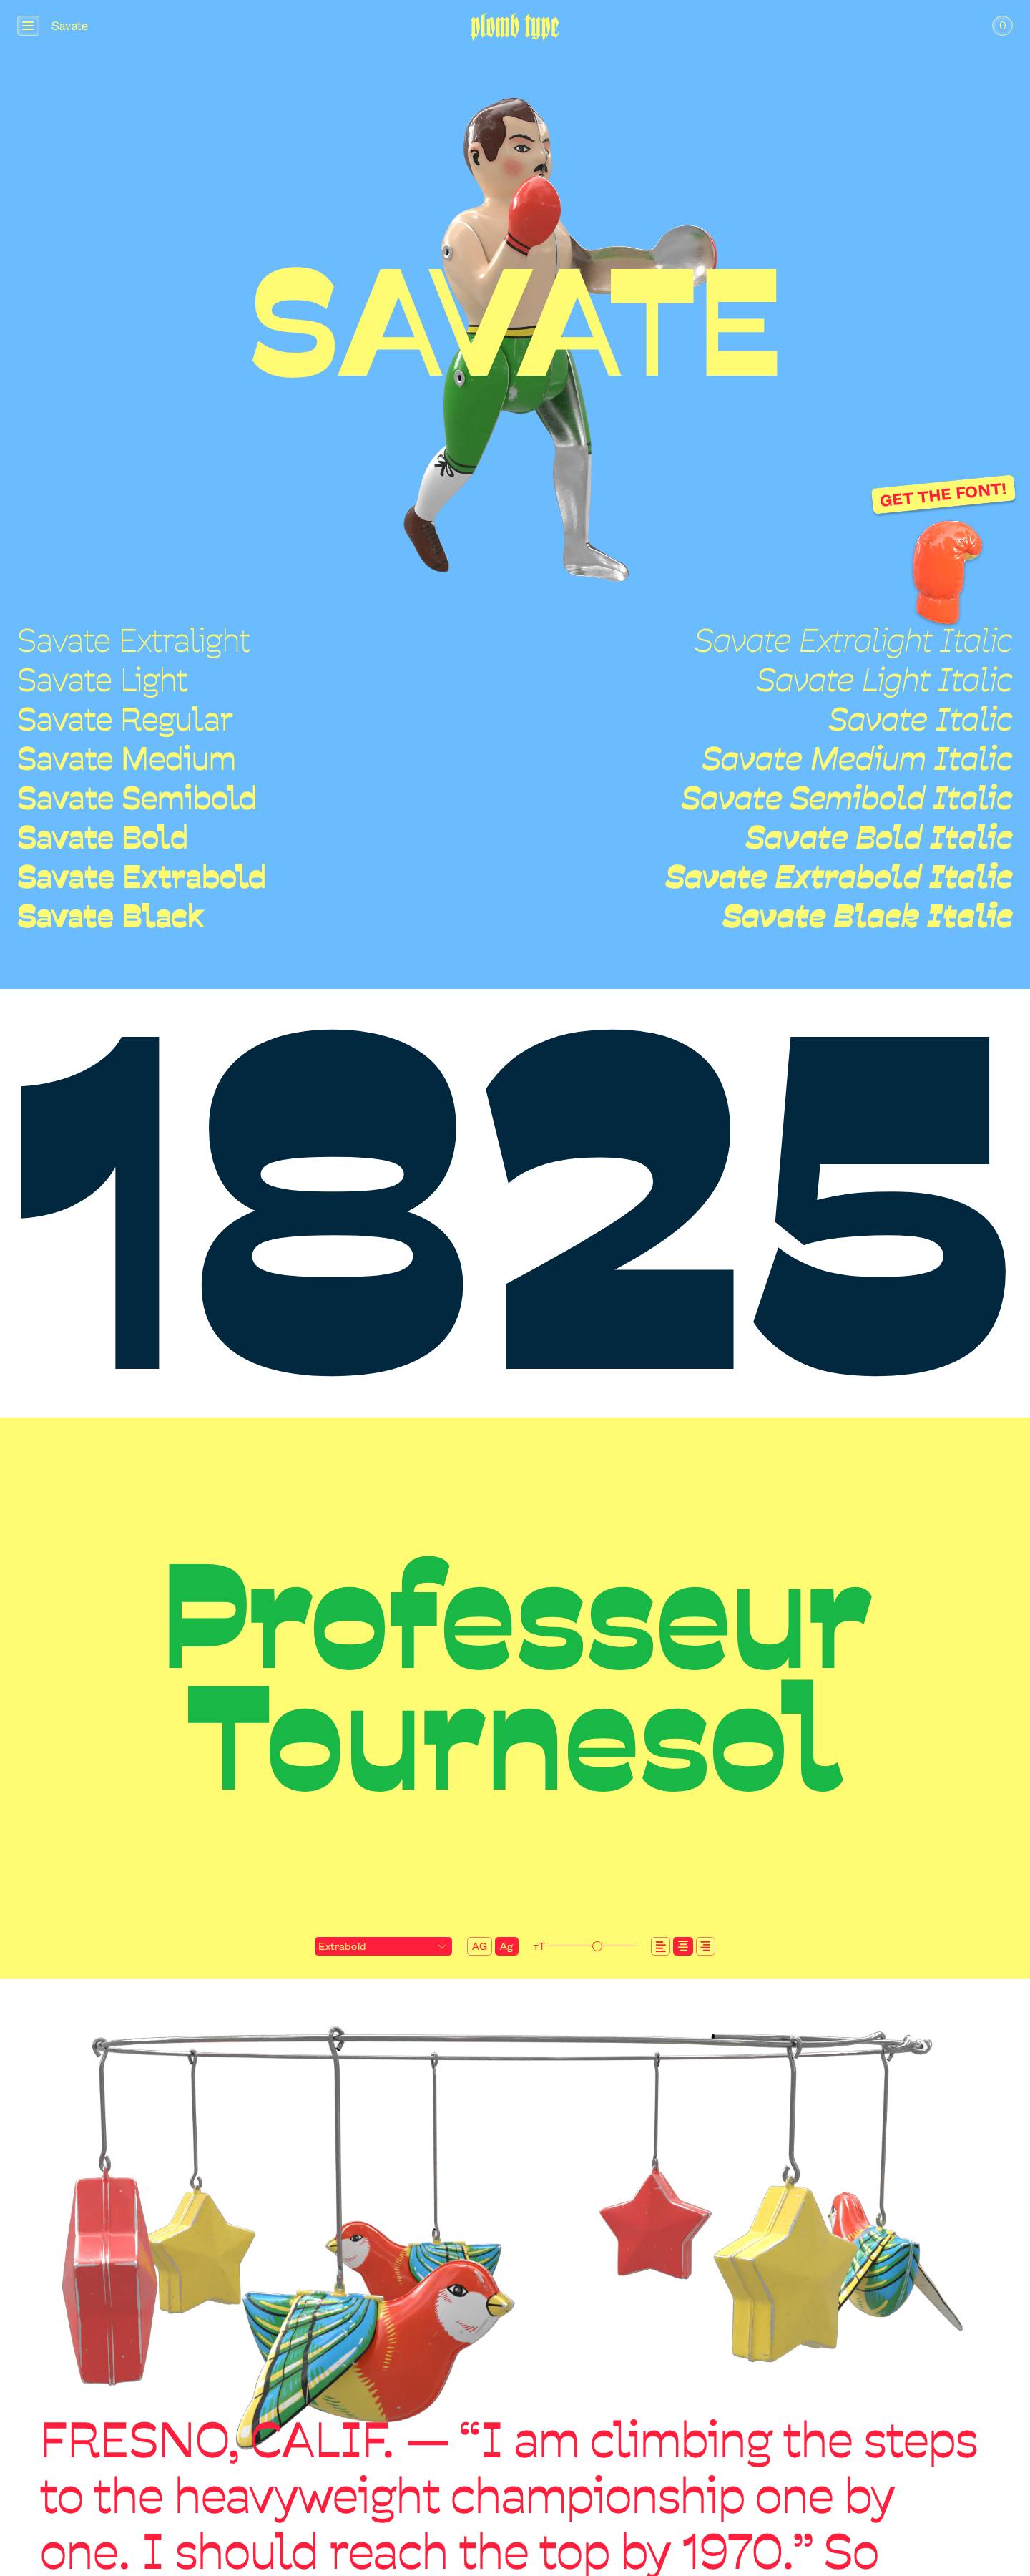 Savate
plomb type
0
SAVATE
GET THE FONT!
Savate Extralight
Savate Light
Savate Regular
Savate Medium
Savate Semibold
Savate Bold
Savate Extrabold
Savate Black
Savate Extralight Italic
Savate Light Italic
Savate Italic
Savate Medium Italic
Savate Semibold Italic
Savate Bold Italic
Savate Extrabold Italic
Savate Black Italic
1825
Professeur
Tournesol
Extrabold
AG
Ag
TT
FRESNO, CALIF. — “I am climbing the steps
to the heavyweight championship one by
one. I should reach the top by 1970.” So